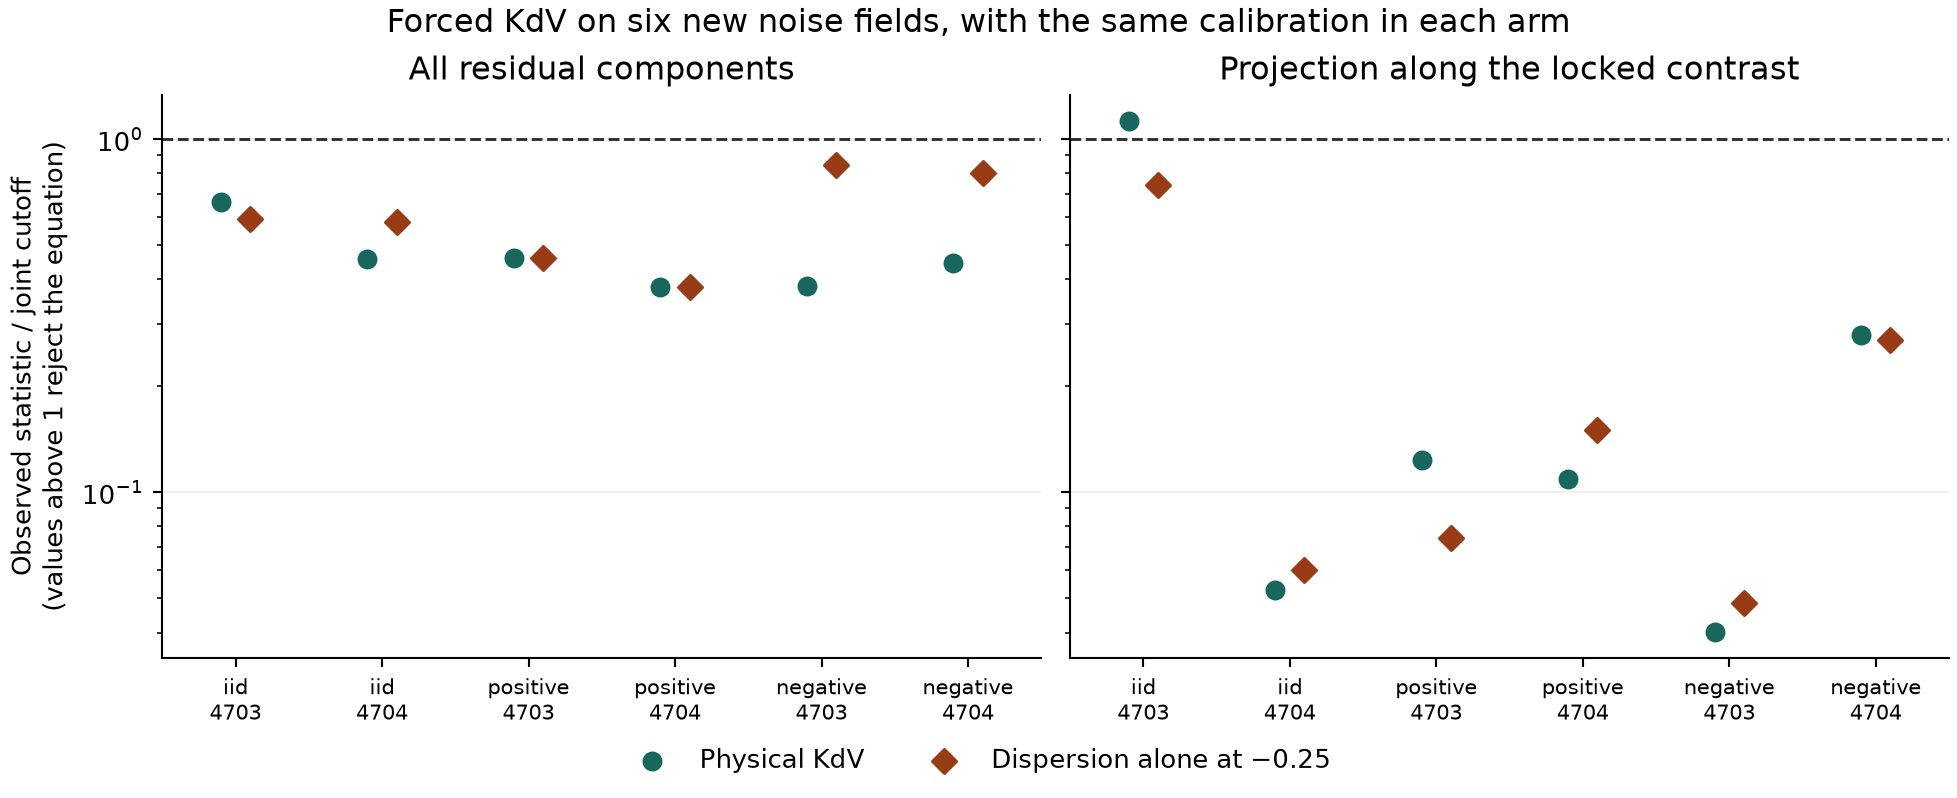 Forced KdV on six new noise fields, with the same calibration in each arm
All residual components
Projection along the locked contrast
Observed statistic / joint cutoff
(values above 1 reject the equation)
10⁰
10⁻¹
iid
4703
iid
4704
positive
4703
positive
4704
negative
4703
negative
4704
iid
4703
iid
4704
positive
4703
positive
4704
negative
4703
negative
4704
Physical KdV
Dispersion alone at −0.25